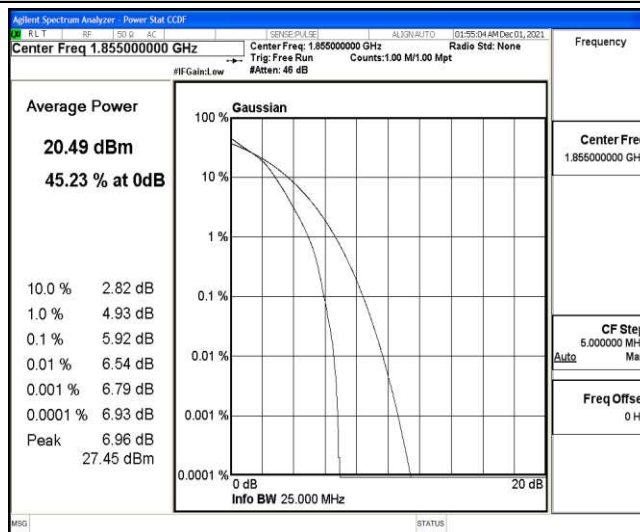 Agilent Spectrum Analyzer - Power Stat CCDF
RLT RF 50 Ω AC SENSE:PULSE ALIGNAUTO 01:55:04 AM Dec 01, 2021
Center Freq 1.855000000 GHz
Center Freq: 1.855000000 GHz Radio Std: None
Trig: Free Run Counts:1.00 M/1.00 Mpt
#IFGain:Low #Atten: 46 dB
Frequency
Average Power
20.49 dBm
45.23 % at 0dB
10.0 % 2.82 dB
1.0 % 4.93 dB
0.1 % 5.92 dB
0.01 % 6.54 dB
0.001 % 6.79 dB
0.0001 % 6.93 dB
Peak 6.96 dB
27.45 dBm
Gaussian
100 %
10 %
1 %
0.1 %
0.01 %
0.001 %
0.0001 %
0 dB 20 dB
Info BW 25.000 MHz
Center Fre
1.855000000 GH
CF Ste
5.000000 MH
Auto Ma
Freq Offse
0 H
MSG STATUS